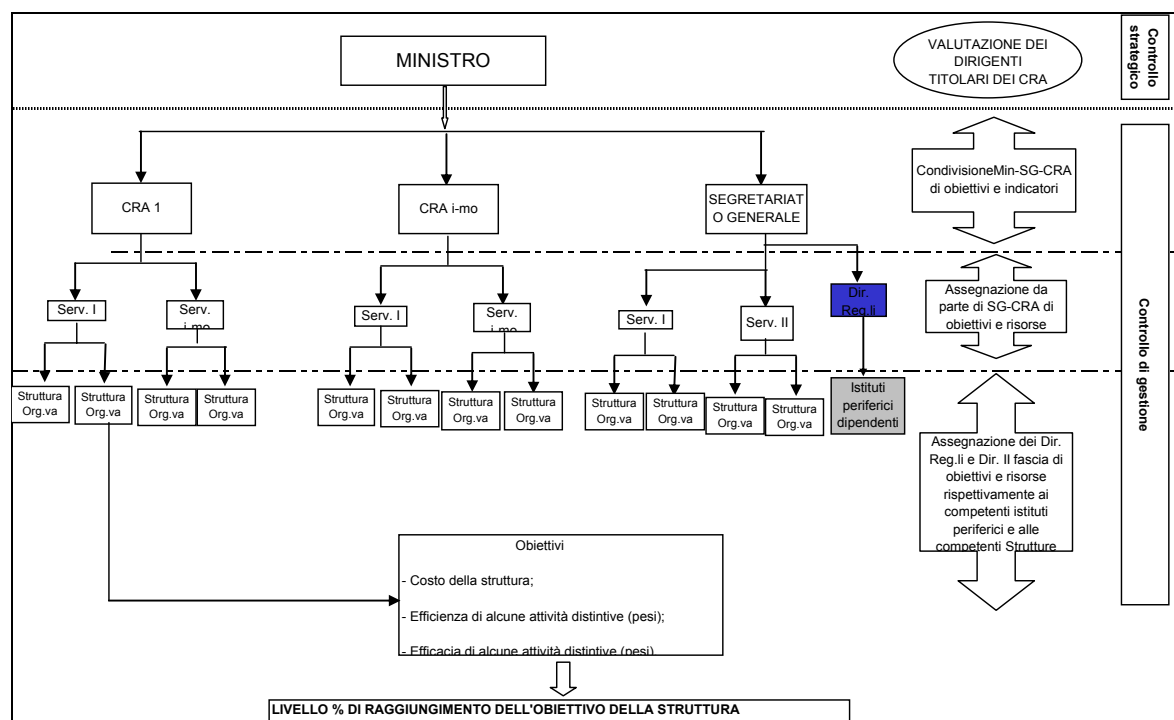 MINISTRO
VALUTAZIONE DEI
DIRIGENTI
TITOLARI DEI CRA
Controllo
strategico
CRA 1
CRA i-mo
SEGRETARIAT
O GENERALE
CondivisioneMin-SG-CRA
di obiettivi e indicatori
Serv. I
Serv.
i-mo
Serv. I
Serv.
i-mo
Serv. I
Serv. II
Dir.
Reg.li
Assegnazione da
parte di SG-CRA di
obiettivi e risorse
Controllo di gestione
Struttura
Org.va
Struttura
Org.va
Struttura
Org.va
Struttura
Org.va
Struttura
Org.va
Struttura
Org.va
Struttura
Org.va
Struttura
Org.va
Struttura
Org.va
Struttura
Org.va
Struttura
Org.va
Struttura
Org.va
Istituti
periferici
dipendenti
Assegnazione dei Dir.
Reg.li e Dir. II fascia di
obiettivi e risorse
rispettivamente ai
competenti istituti
periferici e alle
competenti Strutture
Obiettivi
- Costo della struttura;
- Efficienza di alcune attività distintive (pesi);
- Efficacia di alcune attività distintive (pesi)
LIVELLO % DI RAGGIUNGIMENTO DELL'OBIETTIVO DELLA STRUTTURA